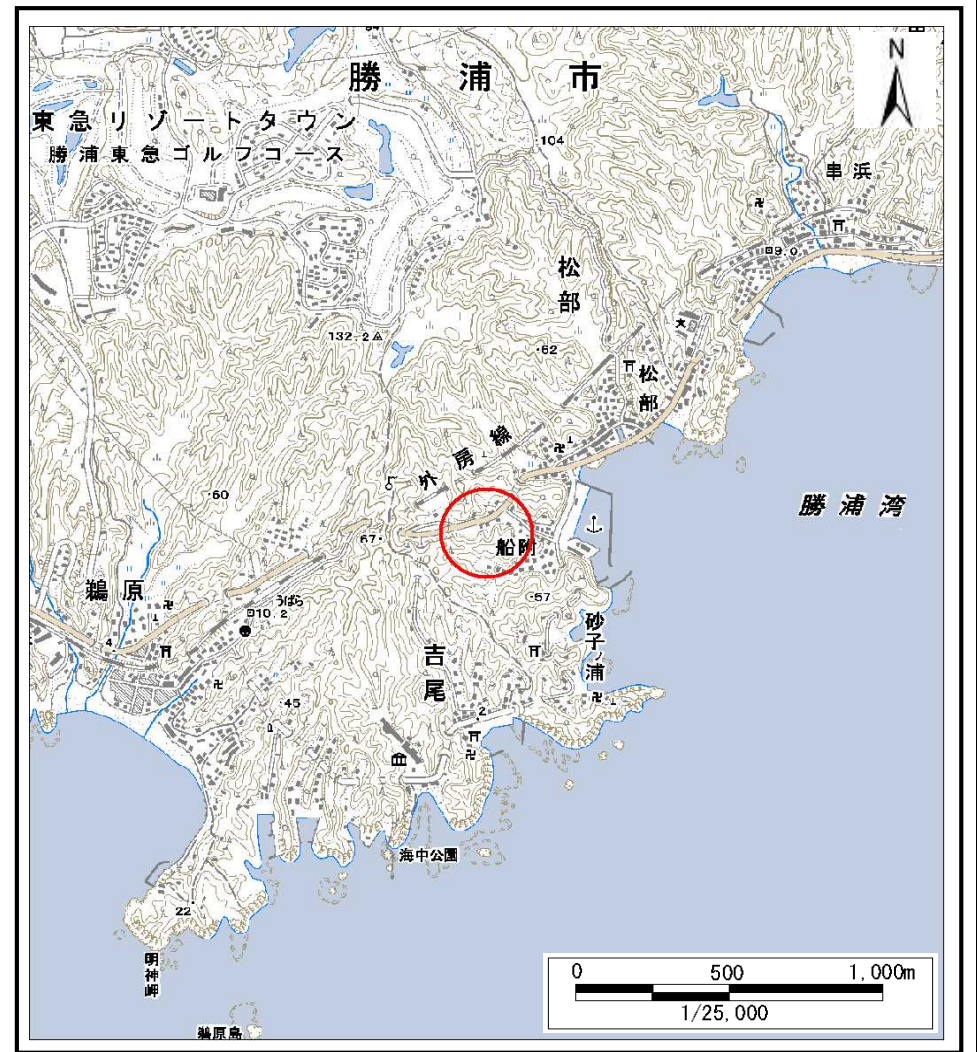 勝浦市
N
東急リゾートタウン
勝浦東急ゴルフコース
104
串浜
9.0
松部
132.2
62
松部
外房線
60
勝浦湾
67
船附
鵜原
うばら
10.2
57
4
砂子ノ浦
吉尾
45
2
海中公園
22
明神岬
鵜原島
0 500 1,000m
1/25,000